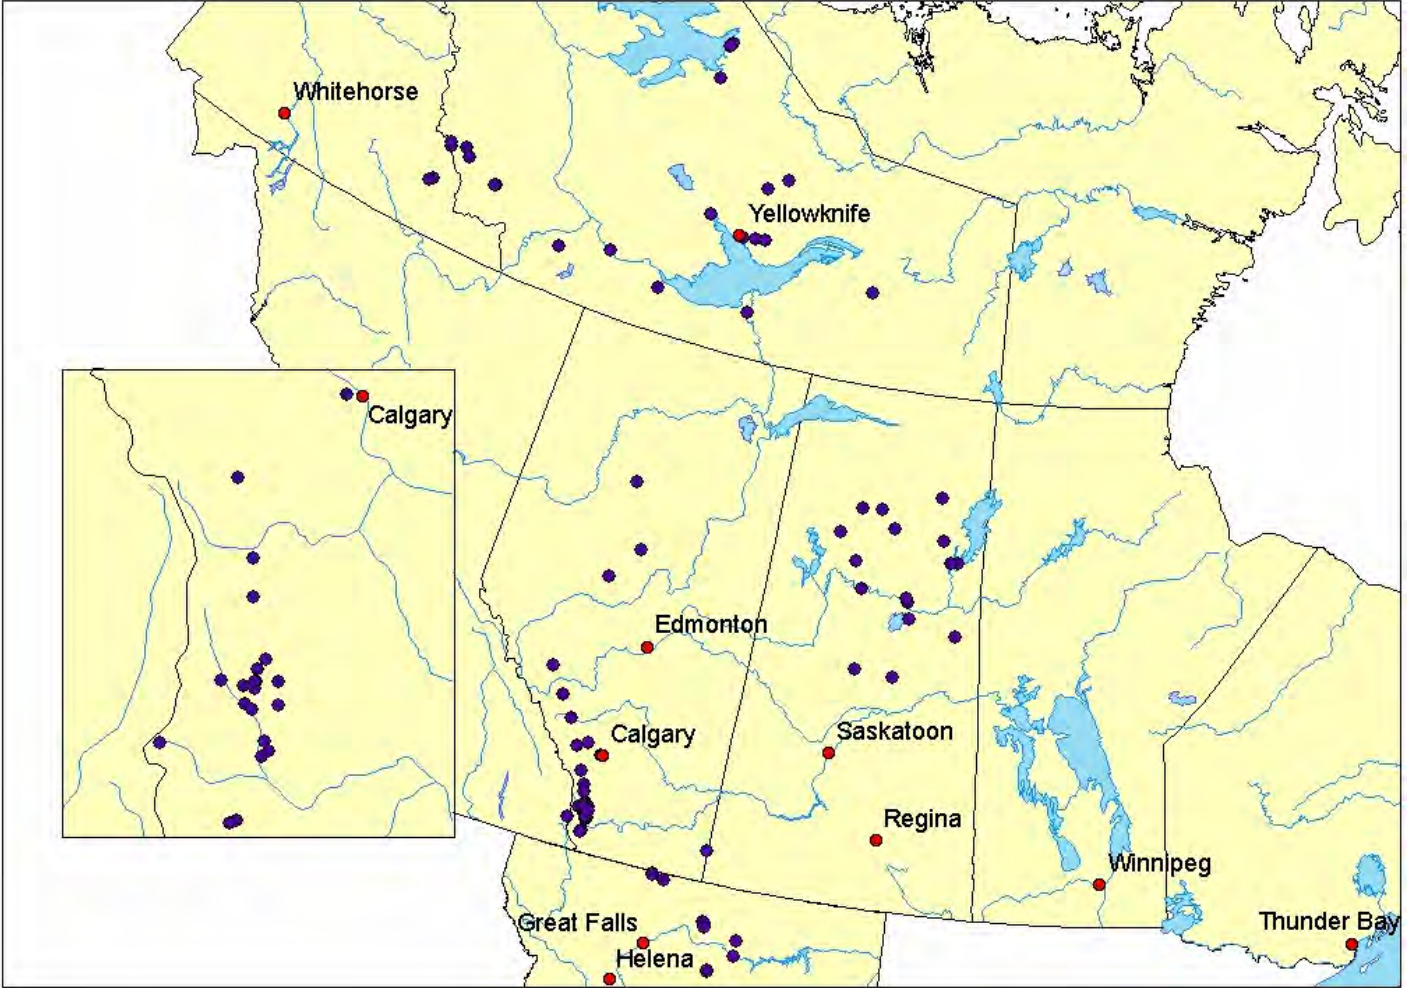 Whitehorse
Yellowknife
Calgary
Edmonton
Calgary
Saskatoon
Regina
Winnipeg
Great Falls
Thunder Bay
Helena